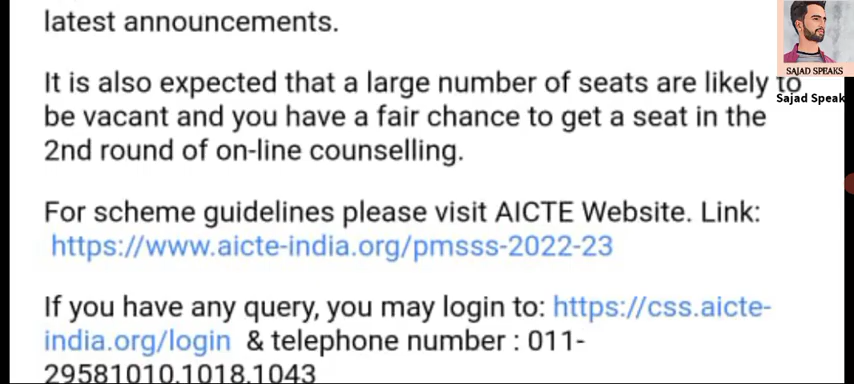 latest announcements.
It is also expected that a large number of seats are likely to
be vacant and you have a fair chance to get a seat in the
2nd round of on-line counselling.
For scheme guidelines please visit AICTE Website. Link:
https://www.aicte-india.org/pmsss-2022-23
If you have any query, you may login to: https://css.aicte-
india.org/login & telephone number : 011-
29581010,1018,1043
SAJAD SPEAKS
Sajad Speak